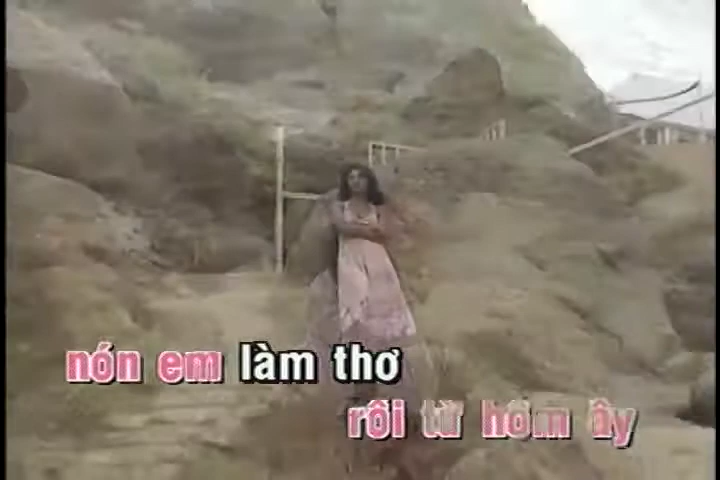 nón em làm thơ
rồi từ hôm ấy